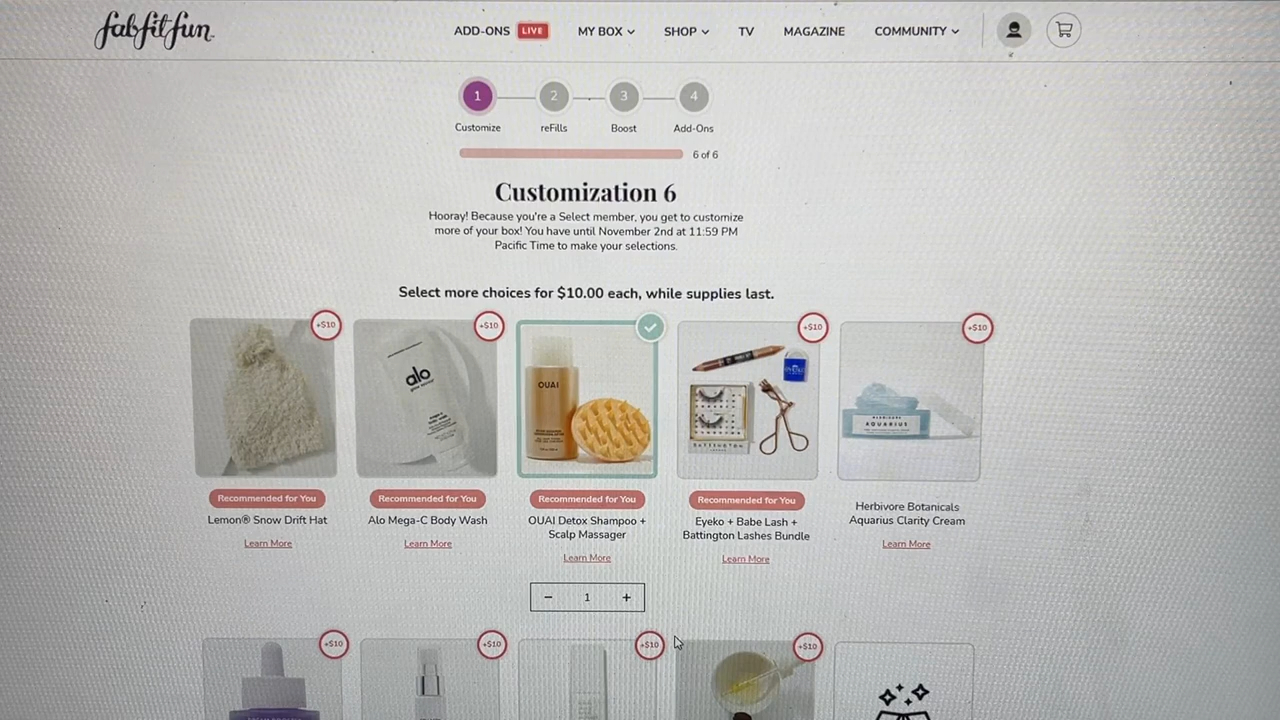 fabfitfun
ADD-ONS LIVE MY BOX SHOP TV MAGAZINE COMMUNITY
1 2 3 4
Customize reFills Boost Add-Ons
6 of 6
Customization 6
Hooray! Because you're a Select member, you get to customize
more of your box! You have until November 2nd at 11:59 PM
Pacific Time to make your selections.
Select more choices for $10.00 each, while supplies last.
+$10 +$10 +$10 +$10
alo
OUAI
BATTINGTON
HERBIVORE
AQUARIUS
Recommended for You Recommended for You Recommended for You Recommended for You
Lemon® Snow Drift Hat
Learn More
Alo Mega-C Body Wash
Learn More
OUAI Detox Shampoo +
Scalp Massager
Learn More
Eyeko + Babe Lash +
Battington Lashes Bundle
Learn More
Herbivore Botanicals
Aquarius Clarity Cream
Learn More
− 1 +
+$10 +$10 +$10 +$10